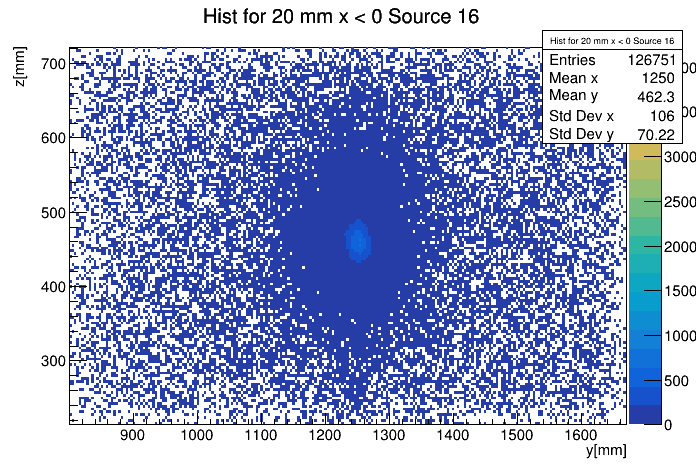 Hist for 20 mm x < 0 Source 16
Hist for 20 mm x < 0 Source 16
Entries 126751
Mean x 1250
Mean y 462.3
Std Dev x 106
Std Dev y 70.22
z[mm]
700
600
500
400
300
900 1000 1100 1200 1300 1400 1500 1600
y[mm]
3000
2500
2000
1500
1000
500
0